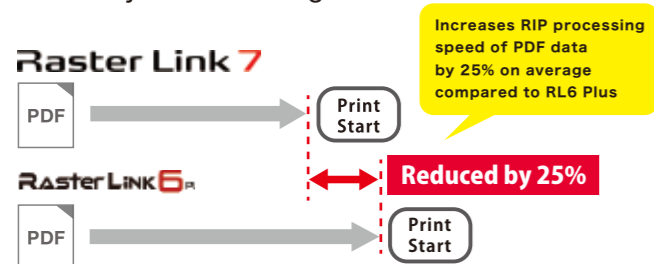 Increases RIP processing
speed of PDF data
by 25% on average
compared to RL6 Plus
Raster Link 7
PDF
Print
Start
Reduced by 25%
RASTER LINK 6
PDF
Print
Start